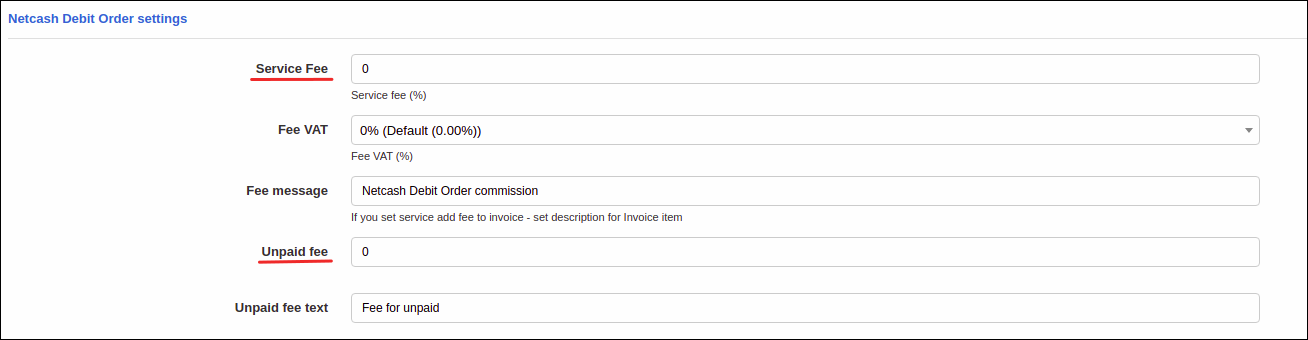 Netcash Debit Order settings
Service Fee
0
Service fee (%)
Fee VAT
0% (Default (0.00%))
Fee VAT (%)
Fee message
Netcash Debit Order commission
If you set service add fee to invoice - set description for Invoice item
Unpaid fee
0
Unpaid fee text
Fee for unpaid